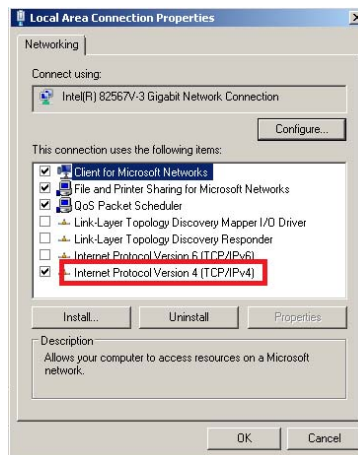 Local Area Connection Properties
Networking
Connect using:
Intel(R) 82567V-3 Gigabit Network Connection
Configure...
This connection uses the following items:
Client for Microsoft Networks
File and Printer Sharing for Microsoft Networks
QoS Packet Scheduler
Link-Layer Topology Discovery Mapper I/O Driver
Link-Layer Topology Discovery Responder
Internet Protocol Version 6 (TCP/IPv6)
Internet Protocol Version 4 (TCP/IPv4)
Install... Uninstall Properties
Description
Allows your computer to access resources on a Microsoft
network.
OK Cancel